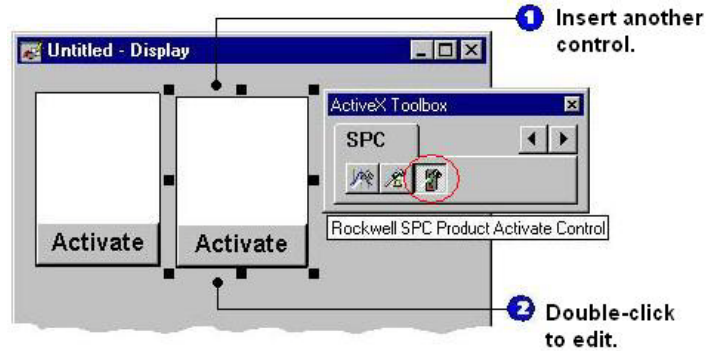 1 Insert another
control.
Untitled - Display
ActiveX Toolbox
SPC
Rockwell SPC Product Activate Control
Activate
Activate
2 Double-click
to edit.